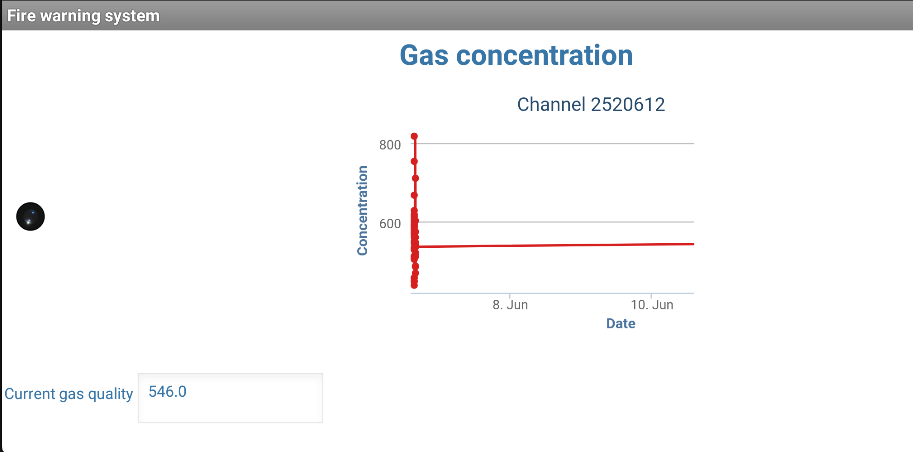 Fire warning system
Gas concentration
Channel 2520612
800
600
Concentration
8. Jun
10. Jun
Date
Current gas quality
546.0